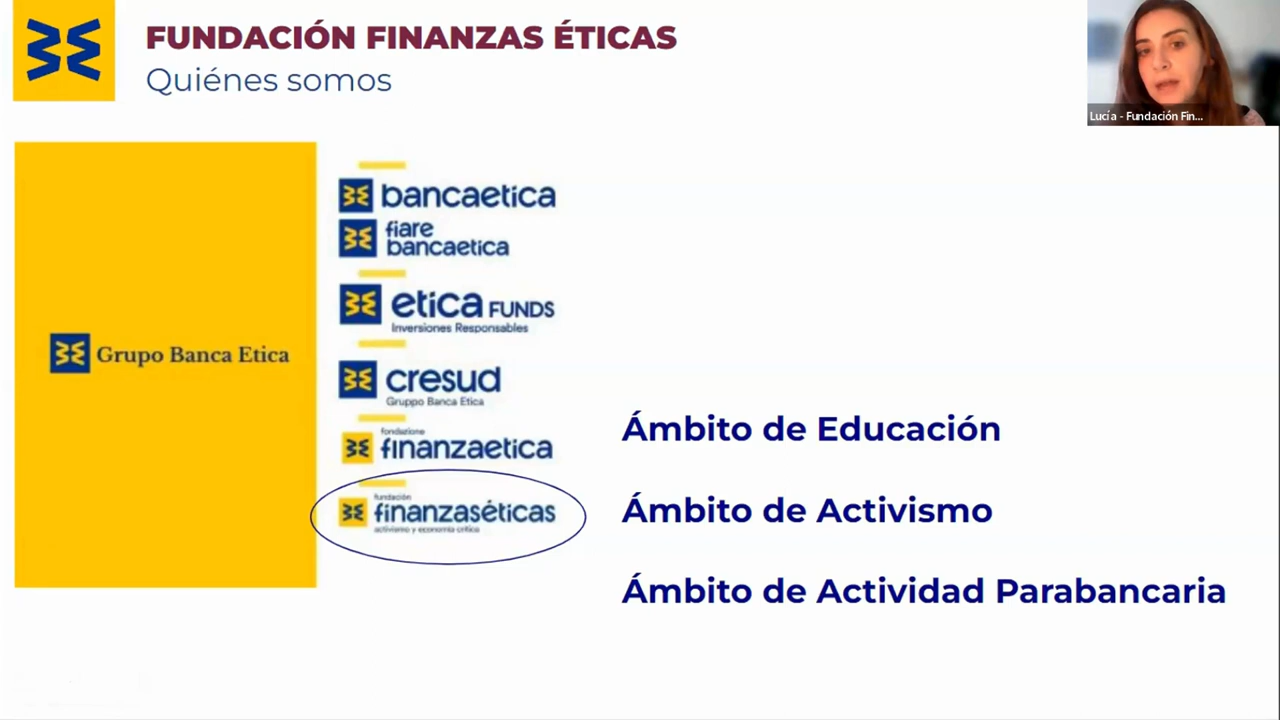 FUNDACIÓN FINANZAS ÉTICAS
Quiénes somos
Lucía - Fundación Fin...
Grupo Banca Etica
bancaetica
fiare
bancaetica
etica FUNDS
Inversiones Responsables
cresud
Gruppo Banca Etica
fondazione
finanzaetica
fundación
finanzaséticas
activismo y economía crítica
Ámbito de Educación
Ámbito de Activismo
Ámbito de Actividad Parabancaria